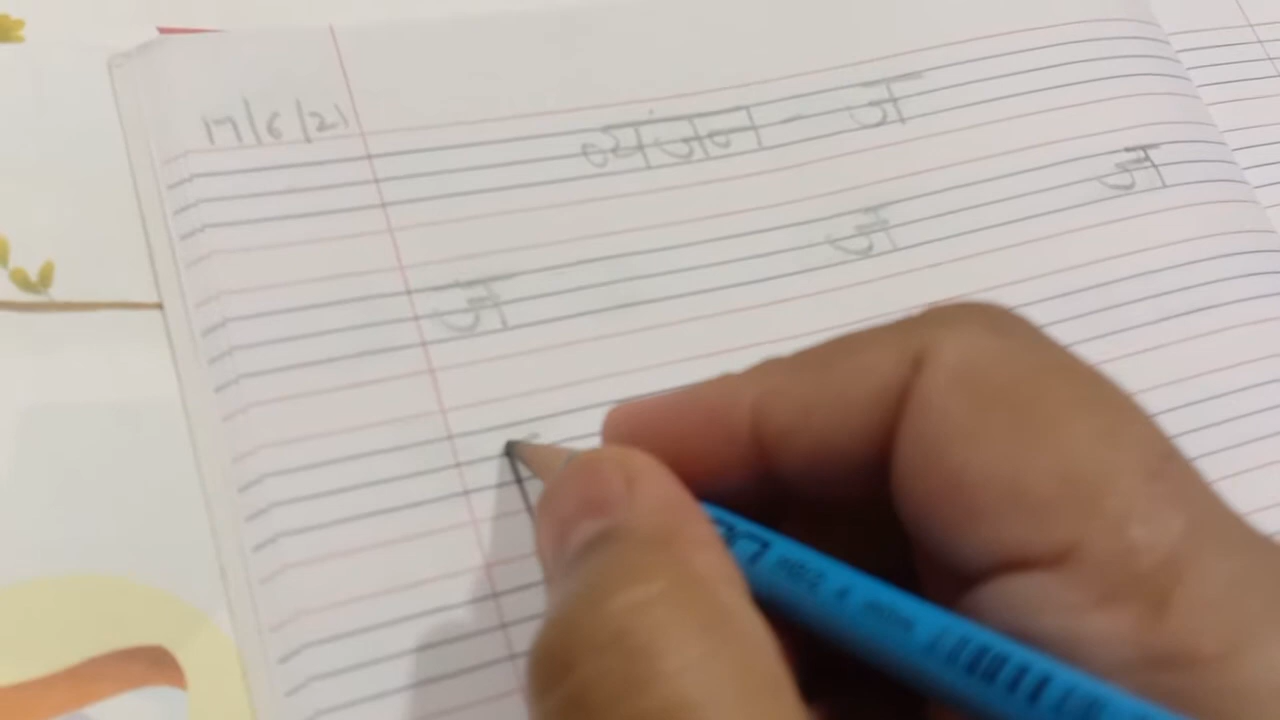 17/6/21
व्यंजन - ज
ज ज ज